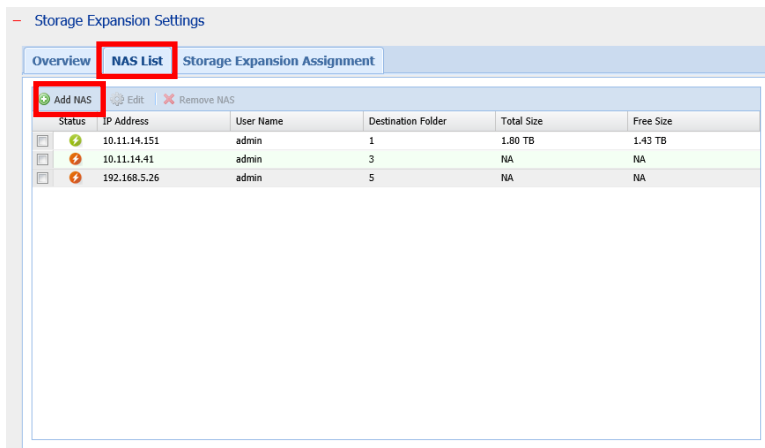 Storage Expansion Settings
Overview NAS List Storage Expansion Assignment
Add NAS Edit Remove NAS
Status IP Address User Name Destination Folder Total Size Free Size
10.11.14.151 admin 1 1.80 TB 1.43 TB
10.11.14.41 admin 3 NA NA
192.168.5.26 admin 5 NA NA